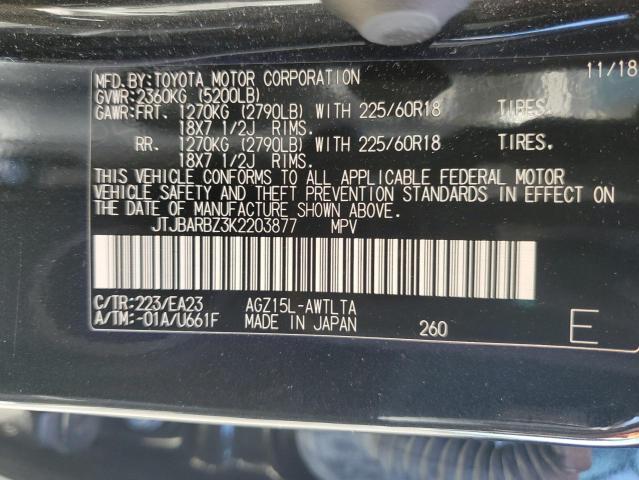 MFD.BY:TOYOTA MOTOR CORPORATION 11/18
GVWR:2360KG (5200LB)
GAWR:FRT. 1270KG (2790LB) WITH 225/60R18 TIRES.
18X7 1/2J RIMS.
RR. 1270KG (2790LB) WITH 225/60R18 TIRES.
18X7 1/2J RIMS.
THIS VEHICLE CONFORMS TO ALL APPLICABLE FEDERAL MOTOR
VEHICLE SAFETY AND THEFT PREVENTION STANDARDS IN EFFECT ON
THE DATE OF MANUFACTURE SHOWN ABOVE.
JTJBARBZ3K2203877 MPV
C/TR:223/EA23 AGZ15L-AWTLTA
A/TM:-01A/U661F MADE IN JAPAN 260 E